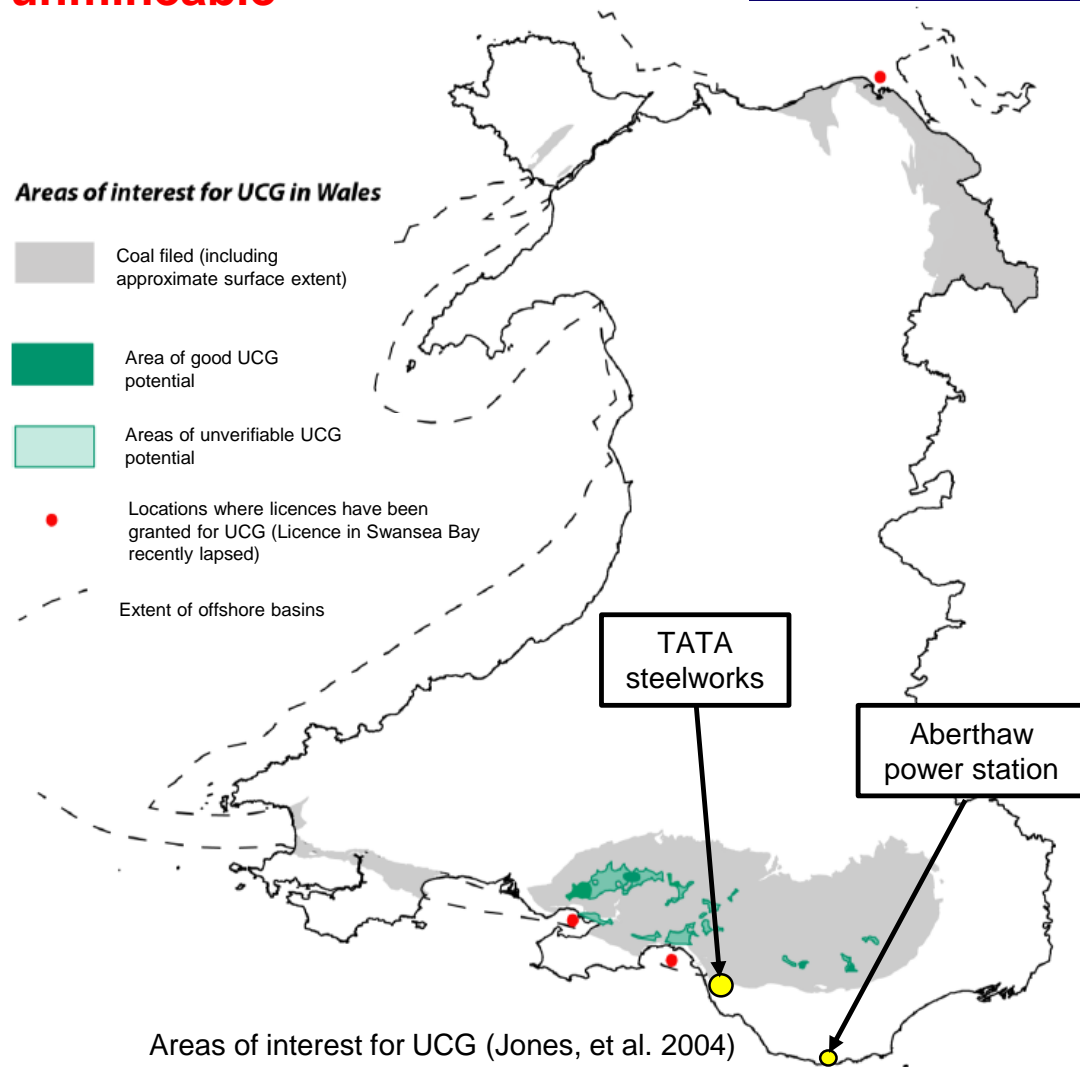 unmineable
Areas of interest for UCG in Wales
Coal filed (including
approximate surface extent)
Area of good UCG
potential
Areas of unverifiable UCG
potential
Locations where licences have been
granted for UCG (Licence in Swansea Bay
recently lapsed)
Extent of offshore basins
TATA
steelworks
Aberthaw
power station
Areas of interest for UCG (Jones, et al. 2004)